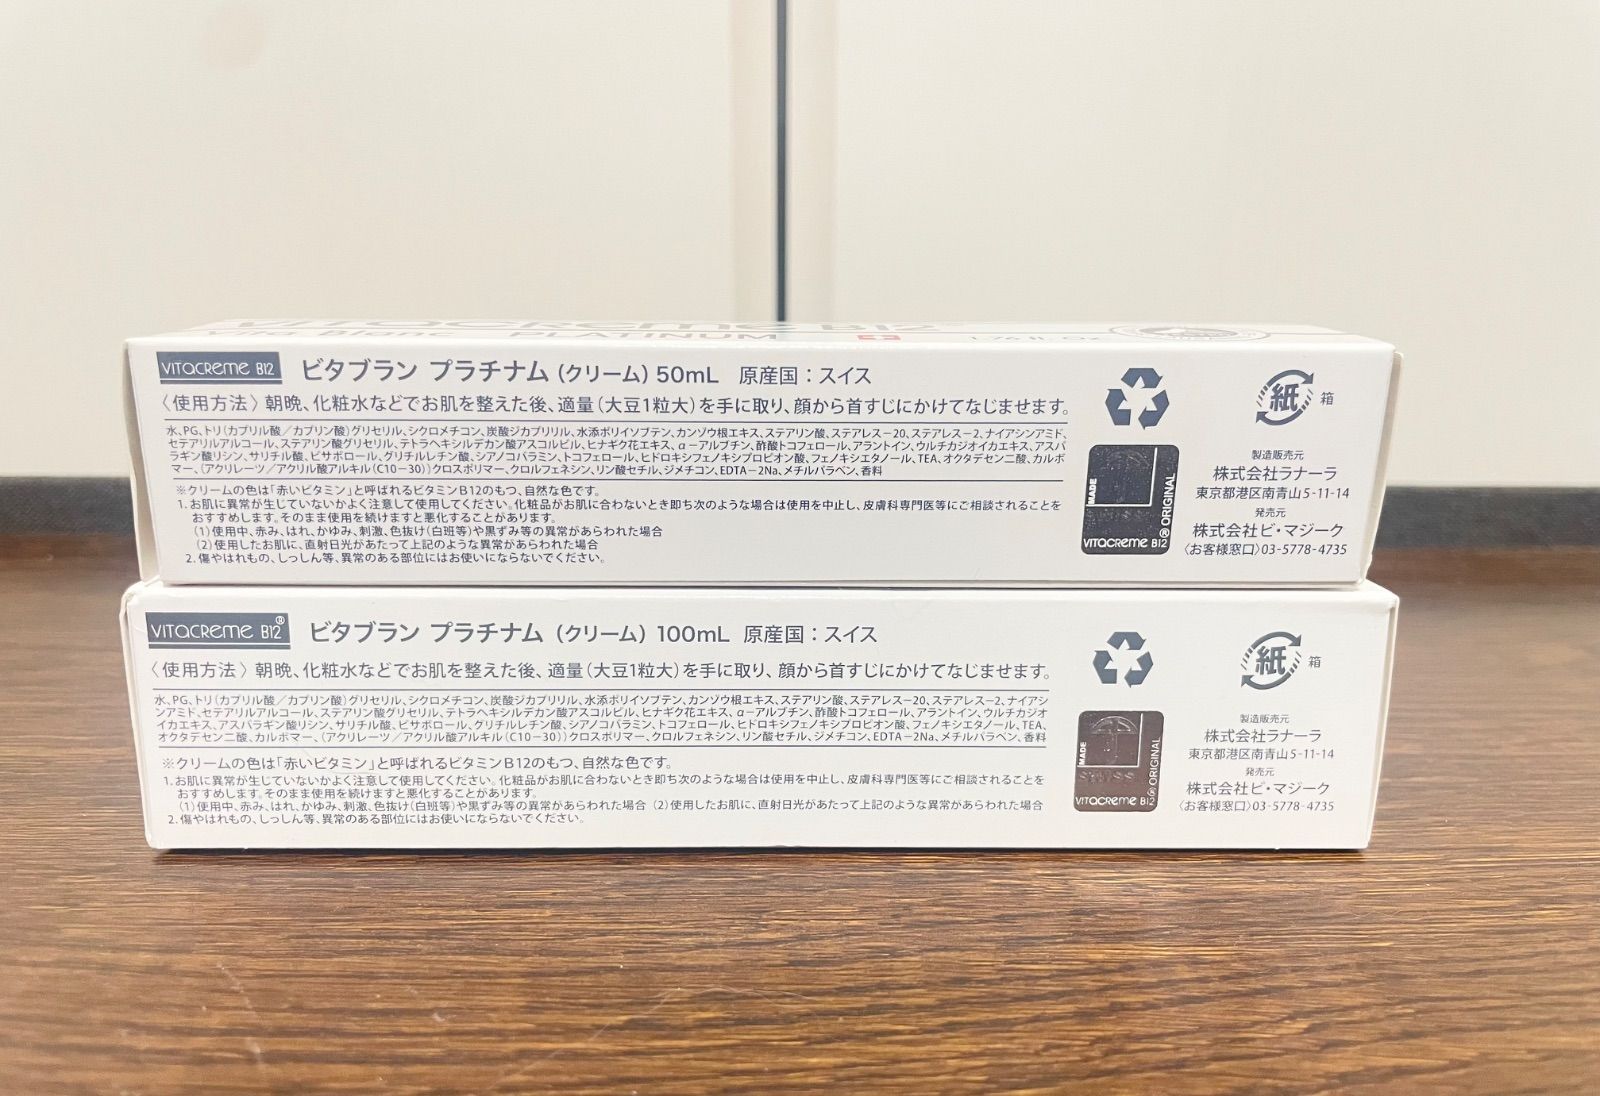 Vita Blanc PLATINUM 1.76 fl. oz
VITACREME B12 ビタブラン プラチナム (クリーム) 50mL 原産国：スイス
〈使用方法〉朝晩、化粧水などでお肌を整えた後、適量(大豆1粒大)を手に取り、顔から首すじにかけてなじませます。
水、PG、トリ(カプリル酸／カプリン酸)グリセリル、シクロメチコン、炭酸ジカプリリル、水添ポリイソブテン、カンゾウ根エキス、ステアリン酸、ステアレス-20、ステアレス-2、ナイアシンアミド、
セテアリルアルコール、ステアリン酸グリセリル、テトラヘキシルデカン酸アスコルビル、ヒナギク花エキス、α-アルブチン、酢酸トコフェロール、アラントイン、ウルチカジオイカエキス、アスパ
ラギン酸リシン、サリチル酸、ビサボロール、グリチルレチン酸、シアノコバラミン、トコフェロール、ヒドロキシフェノキシプロピオン酸、フェノキシエタノール、TEA、オクタデセン二酸、カルボ
マー、(アクリレーツ／アクリル酸アルキル(C10-30))クロスポリマー、クロルフェネシン、リン酸セチル、ジメチコン、EDTA-2Na、メチルパラベン、香料
※クリームの色は「赤いビタミン」と呼ばれるビタミンB12のもつ、自然な色です。
1. お肌に異常が生じていないかよく注意して使用してください。化粧品がお肌に合わないとき即ち次のような場合は使用を中止し、皮膚科専門医等にご相談されることを
おすすめします。そのまま使用を続けますと悪化することがあります。
(1)使用中、赤み、はれ、かゆみ、刺激、色抜け(白斑等)や黒ずみ等の異常があらわれた場合
(2)使用したお肌に、直射日光があたって上記のような異常があらわれた場合
2. 傷やはれもの、しっしん等、異常のある部位にはお使いにならないでください。
MADE
VITACREME B12® ORIGINAL
紙 箱
製造販売元
株式会社ラナーラ
東京都港区南青山5-11-14
発売元
株式会社ビ・マジーク
〈お客様窓口〉03-5778-4735
VITACREME B12® ビタブラン プラチナム (クリーム) 100mL 原産国：スイス
〈使用方法〉朝晩、化粧水などでお肌を整えた後、適量(大豆1粒大)を手に取り、顔から首すじにかけてなじませます。
水、PG、トリ(カプリル酸／カプリン酸)グリセリル、シクロメチコン、炭酸ジカプリリル、水添ポリイソブテン、カンゾウ根エキス、ステアリン酸、ステアレス-20、ステアレス-2、ナイアシ
ンアミド、セテアリルアルコール、ステアリン酸グリセリル、テトラヘキシルデカン酸アスコルビル、ヒナギク花エキス、α-アルブチン、酢酸トコフェロール、アラントイン、ウルチカジオ
イカエキス、アスパラギン酸リシン、サリチル酸、ビサボロール、グリチルレチン酸、シアノコバラミン、トコフェロール、ヒドロキシフェノキシプロピオン酸、フェノキシエタノール、TEA、
オクタデセン二酸、カルボマー、(アクリレーツ／アクリル酸アルキル(C10-30))クロスポリマー、クロルフェネシン、リン酸セチル、ジメチコン、EDTA-2Na、メチルパラベン、香料
※クリームの色は「赤いビタミン」と呼ばれるビタミンB12のもつ、自然な色です。
1. お肌に異常が生じていないかよく注意して使用してください。化粧品がお肌に合わないとき即ち次のような場合は使用を中止し、皮膚科専門医等にご相談されることを
おすすめします。そのまま使用を続けますと悪化することがあります。
(1)使用中、赤み、はれ、かゆみ、刺激、色抜け(白斑等)や黒ずみ等の異常があらわれた場合 (2)使用したお肌に、直射日光があたって上記のような異常があらわれた場合
2. 傷やはれもの、しっしん等、異常のある部位にはお使いにならないでください。
MADE
swiss
VITACREME B12® ORIGINAL
紙 箱
製造販売元
株式会社ラナーラ
東京都港区南青山5-11-14
発売元
株式会社ビ・マジーク
〈お客様窓口〉03-5778-4735